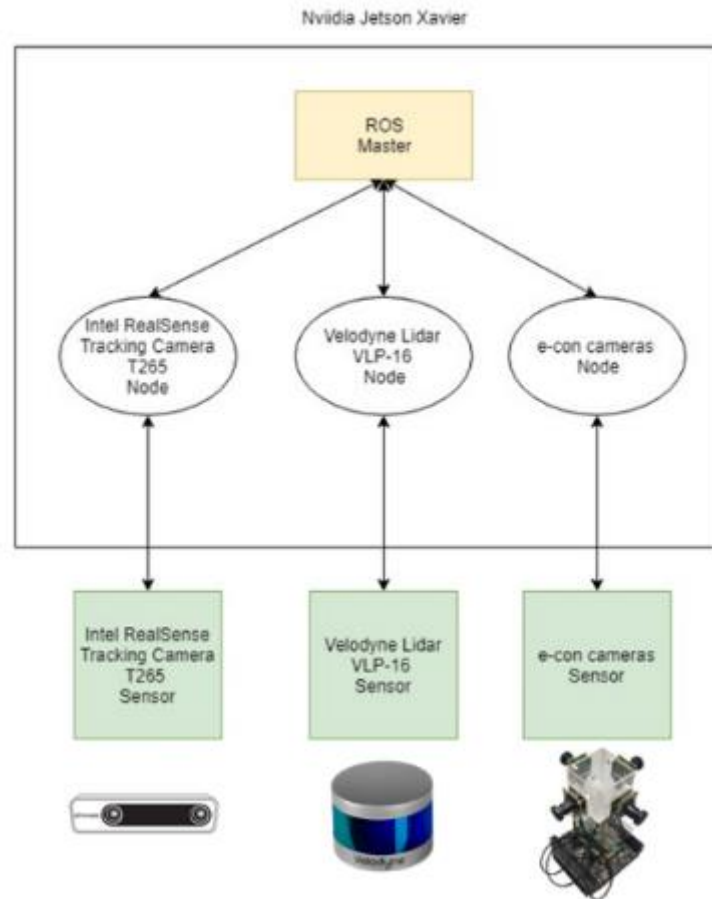 Nviidia Jetson Xavier
ROS
Master
Intel RealSense
Tracking Camera
T265
Node
Velodyne Lidar
VLP-16
Node
e-con cameras
Node
Intel RealSense
Tracking Camera
T265
Sensor
Velodyne Lidar
VLP-16
Sensor
e-con cameras
Sensor
Velodyne